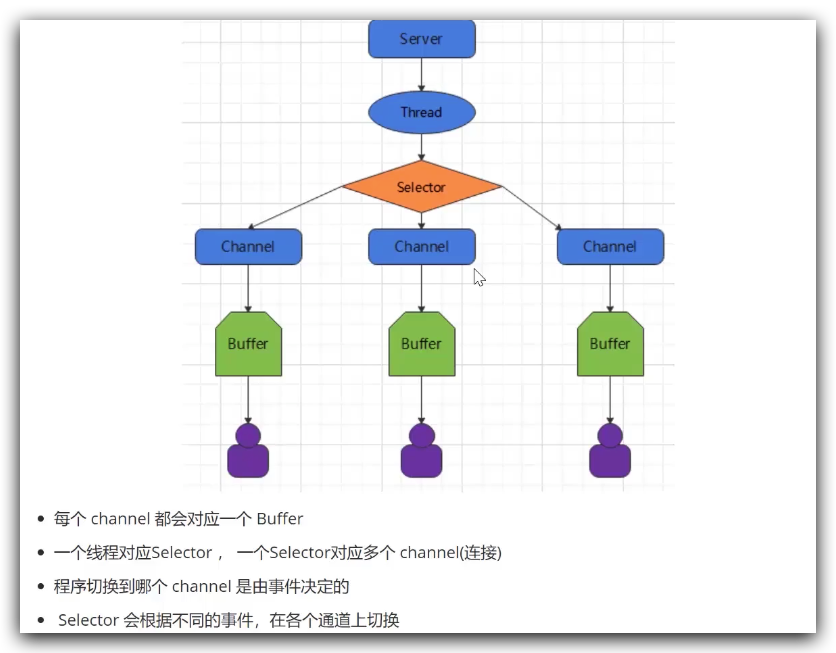 Server
Thread
Selector
Channel Channel Channel
Buffer Buffer Buffer
每个 channel 都会对应一个 Buffer
一个线程对应Selector ， 一个Selector对应多个 channel(连接)
程序切换到哪个 channel 是由事件决定的
Selector 会根据不同的事件，在各个通道上切换